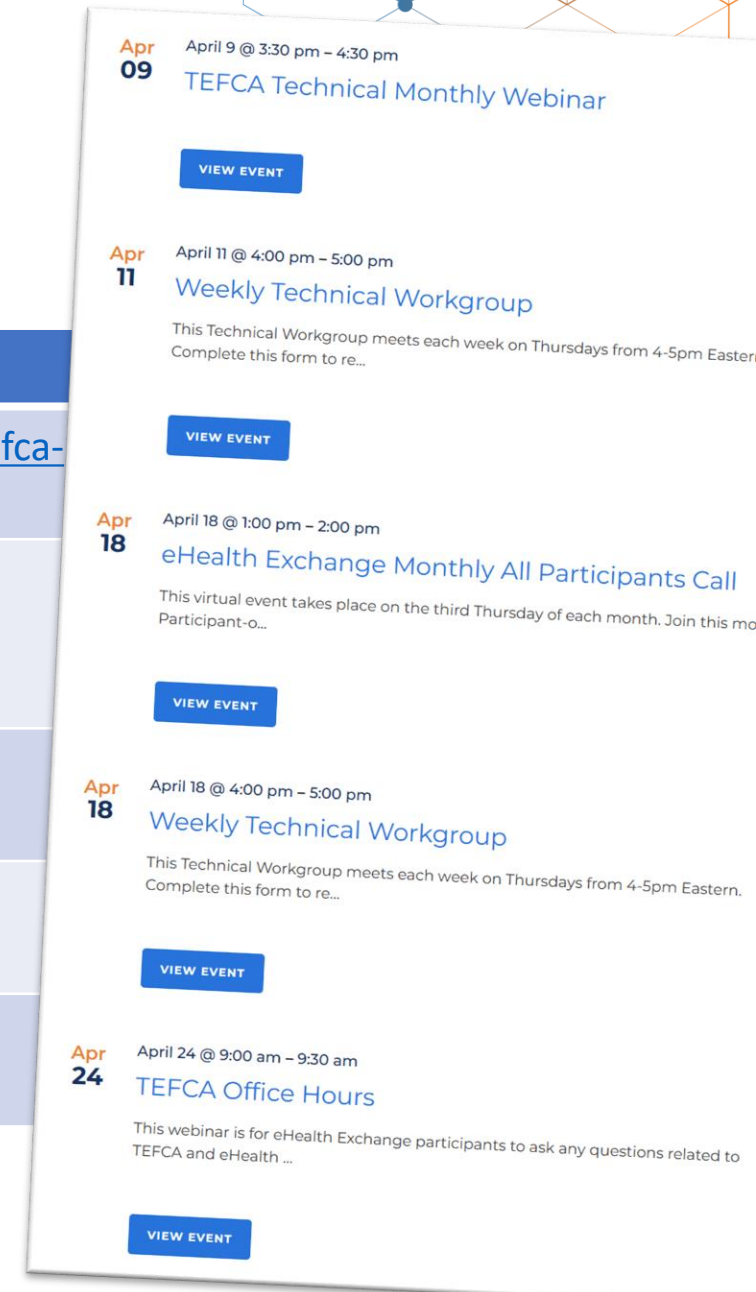 fca-
Apr
09
April 9 @ 3:30 pm – 4:30 pm
TEFCA Technical Monthly Webinar
VIEW EVENT
Apr
11
April 11 @ 4:00 pm – 5:00 pm
Weekly Technical Workgroup
This Technical Workgroup meets each week on Thursdays from 4-5pm Eastern
Complete this form to re...
VIEW EVENT
Apr
18
April 18 @ 1:00 pm – 2:00 pm
eHealth Exchange Monthly All Participants Call
This virtual event takes place on the third Thursday of each month. Join this mo
Participant-o...
VIEW EVENT
Apr
18
April 18 @ 4:00 pm – 5:00 pm
Weekly Technical Workgroup
This Technical Workgroup meets each week on Thursdays from 4-5pm Eastern.
Complete this form to re...
VIEW EVENT
Apr
24
April 24 @ 9:00 am – 9:30 am
TEFCA Office Hours
This webinar is for eHealth Exchange participants to ask any questions related to
TEFCA and eHealth ...
VIEW EVENT